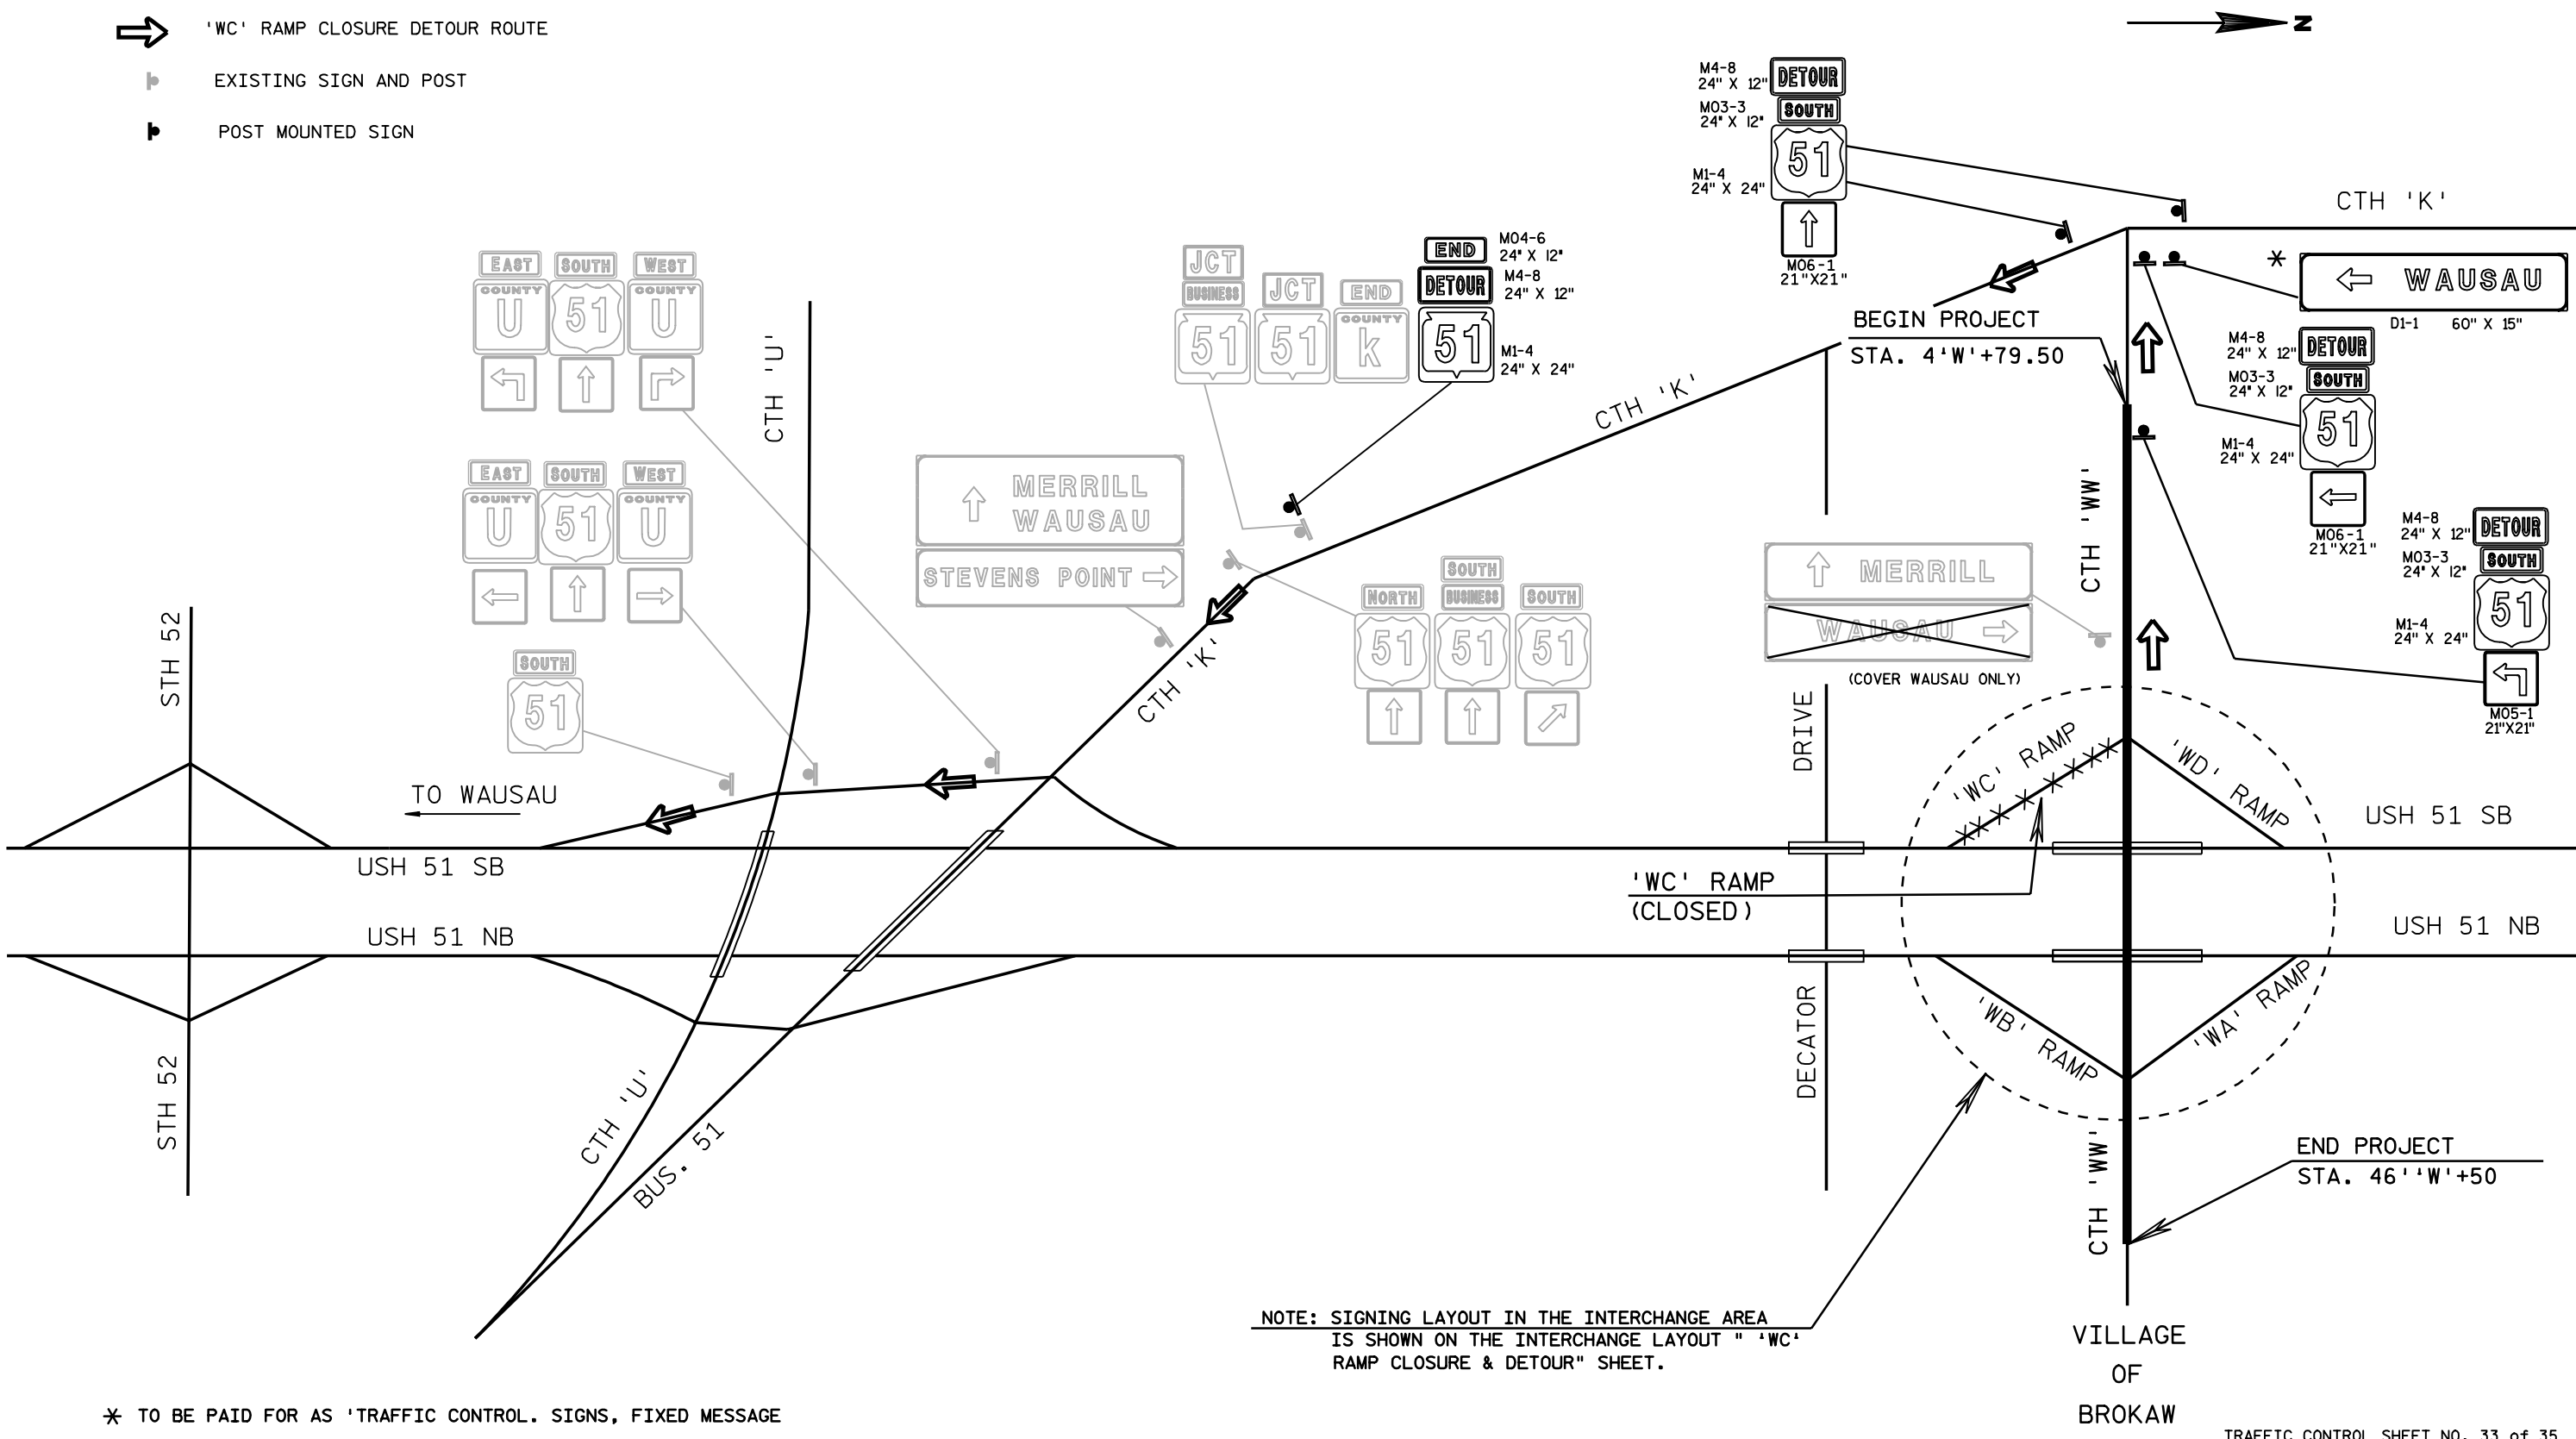 'WC' RAMP CLOSURE DETOUR ROUTE
EXISTING SIGN AND POST
POST MOUNTED SIGN
N
M4-8
24" X 12"
DETOUR
M03-3
24" X 12"
SOUTH
51
M1-4
24" X 24"
M06-1
21"X21"
CTH 'K'
* ← WAUSAU
D1-1 60" X 15"
M4-8
24" X 12"
DETOUR
M03-3
24" X 12"
SOUTH
51
M1-4
24" X 24"
M06-1
21"X21"
M4-8
24" X 12"
DETOUR
M03-3
24" X 12"
SOUTH
51
M1-4
24" X 24"
M05-1
21"X21"
BEGIN PROJECT
STA. 4'W'+79.50
EAST SOUTH WEST
COUNTY COUNTY
U 51 U
EAST SOUTH WEST
COUNTY COUNTY
U 51 U
SOUTH
51
CTH 'U'
JCT
BUSINESS JCT END
51 51 COUNTY
k
END
M04-6
24" X 12"
DETOUR
M4-8
24" X 12"
51
M1-4
24" X 24"
CTH 'K'
MERRILL
WAUSAU
STEVENS POINT
CTH 'K'
SOUTH
NORTH BUSINESS SOUTH
51 51 51
MERRILL
WAUSAU
(COVER WAUSAU ONLY)
CTH 'WW'
STH 52
TO WAUSAU
USH 51 SB
USH 51 NB
DRIVE
DECATOR
'WC' RAMP
'WD' RAMP
'WC' RAMP
(CLOSED)
USH 51 SB
USH 51 NB
'WB' RAMP
'WA' RAMP
STH 52
CTH 'U'
BUS. 51
CTH 'WW'
END PROJECT
STA. 46''W'+50
NOTE: SIGNING LAYOUT IN THE INTERCHANGE AREA
IS SHOWN ON THE INTERCHANGE LAYOUT " 'WC'
RAMP CLOSURE & DETOUR" SHEET.
VILLAGE
OF
BROKAW
* TO BE PAID FOR AS 'TRAFFIC CONTROL. SIGNS, FIXED MESSAGE
TRAFFIC CONTROL SHEET NO. 33 of 35